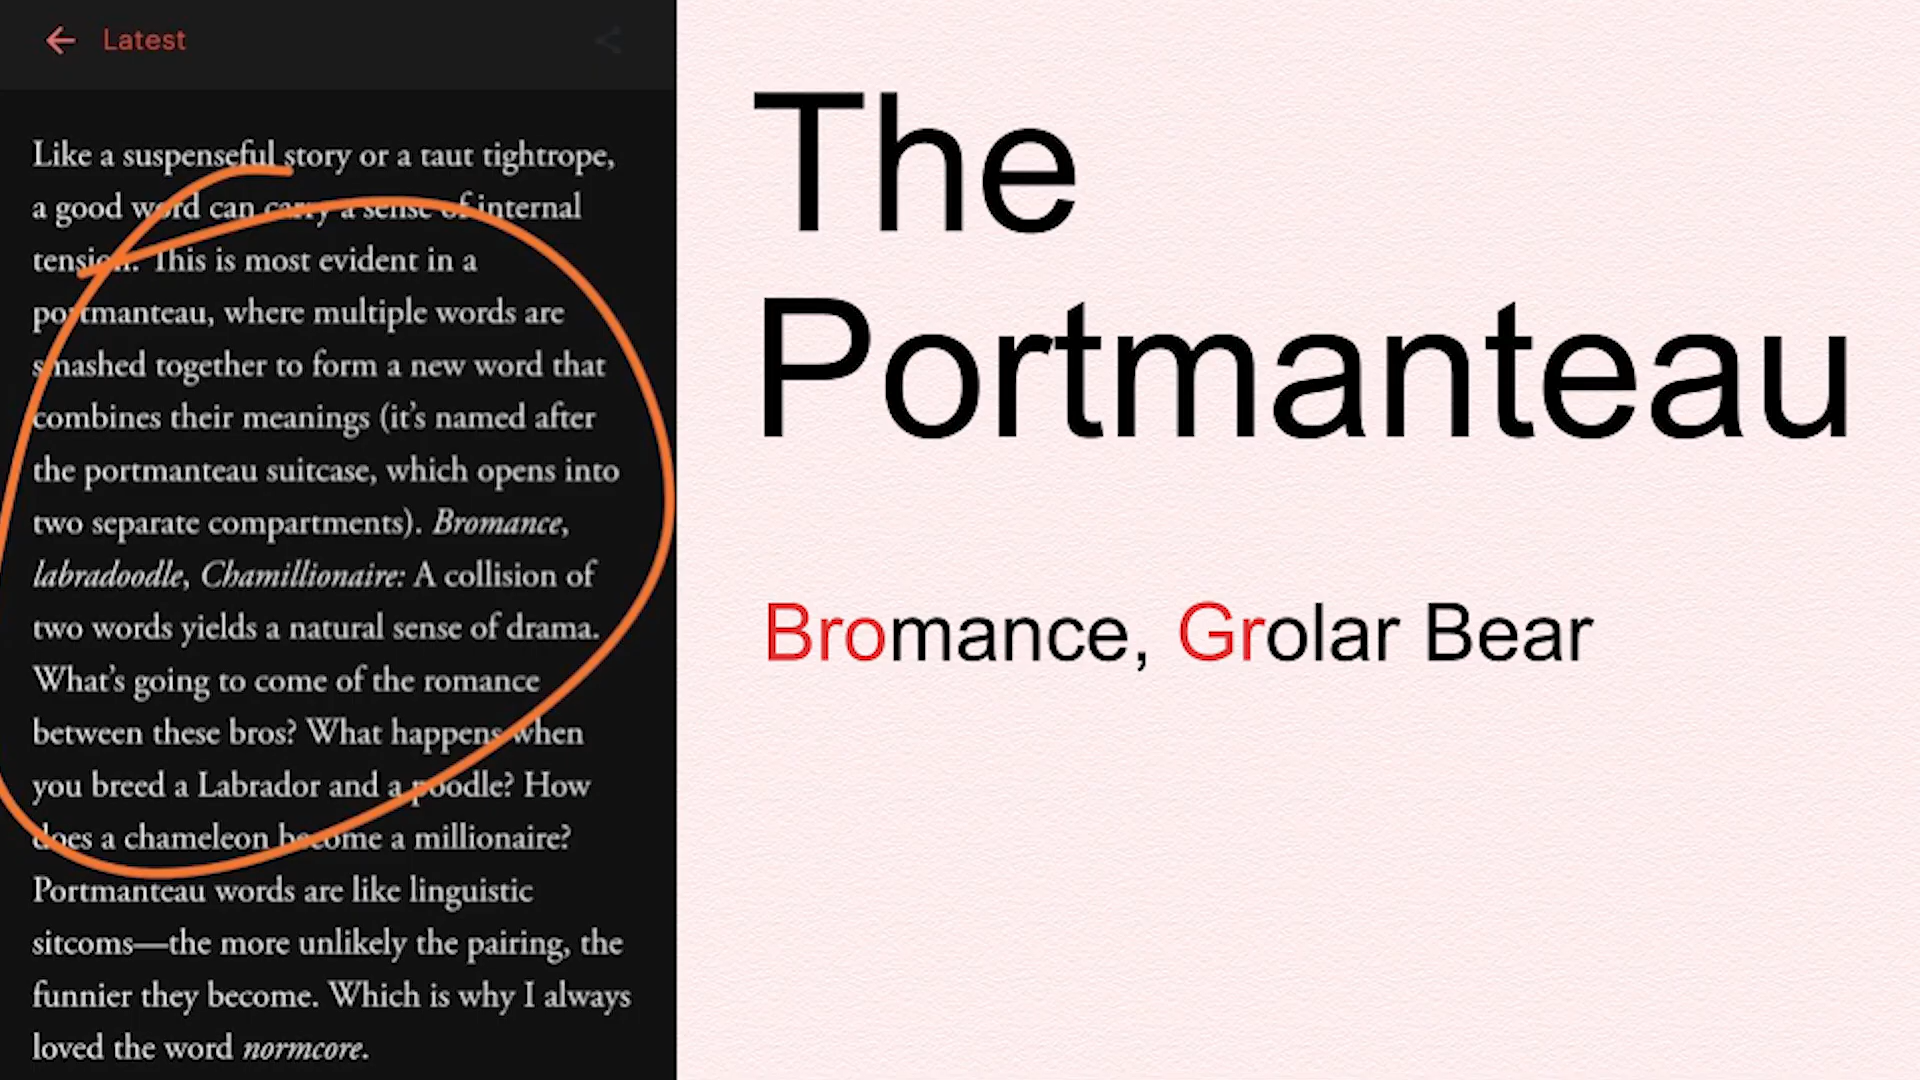 Latest
Like a suspenseful story or a taut tightrope,
a good word can carry a sense of internal
tension. This is most evident in a
portmanteau, where multiple words are
smashed together to form a new word that
combines their meanings (it’s named after
the portmanteau suitcase, which opens into
two separate compartments). Bromance,
labradoodle, Chamillionaire: A collision of
two words yields a natural sense of drama.
What’s going to come of the romance
between these bros? What happens when
you breed a Labrador and a poodle? How
does a chameleon become a millionaire?
Portmanteau words are like linguistic
sitcoms—the more unlikely the pairing, the
funnier they become. Which is why I always
loved the word normcore.
The
Portmanteau
Bromance, Grolar Bear